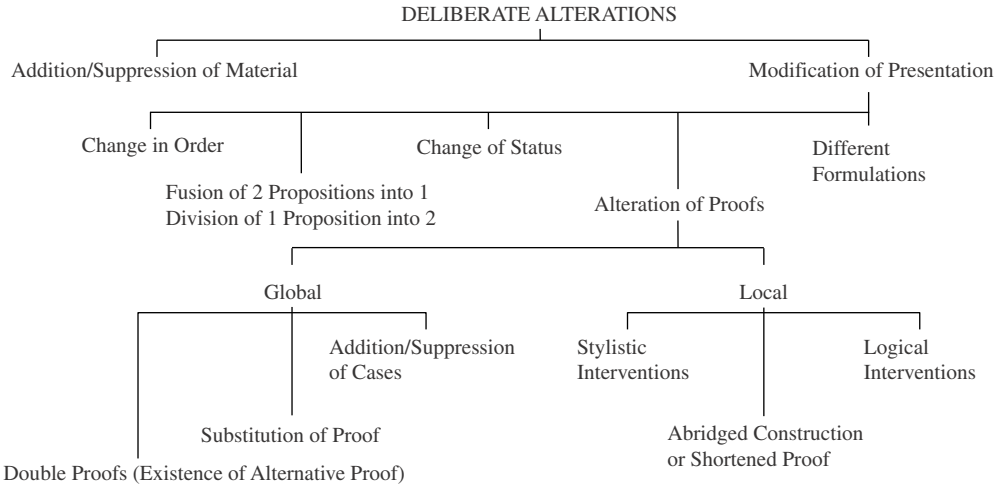 DELIBERATE ALTERATIONS
Addition/Suppression of Material
Modification of Presentation
Change in Order
Fusion of 2 Propositions into 1
Division of 1 Proposition into 2
Change of Status
Alteration of Proofs
Different
Formulations
Global
Local
Addition/Suppression
of Cases
Substitution of Proof
Double Proofs (Existence of Alternative Proof)
Stylistic
Interventions
Abridged Construction
or Shortened Proof
Logical
Interventions